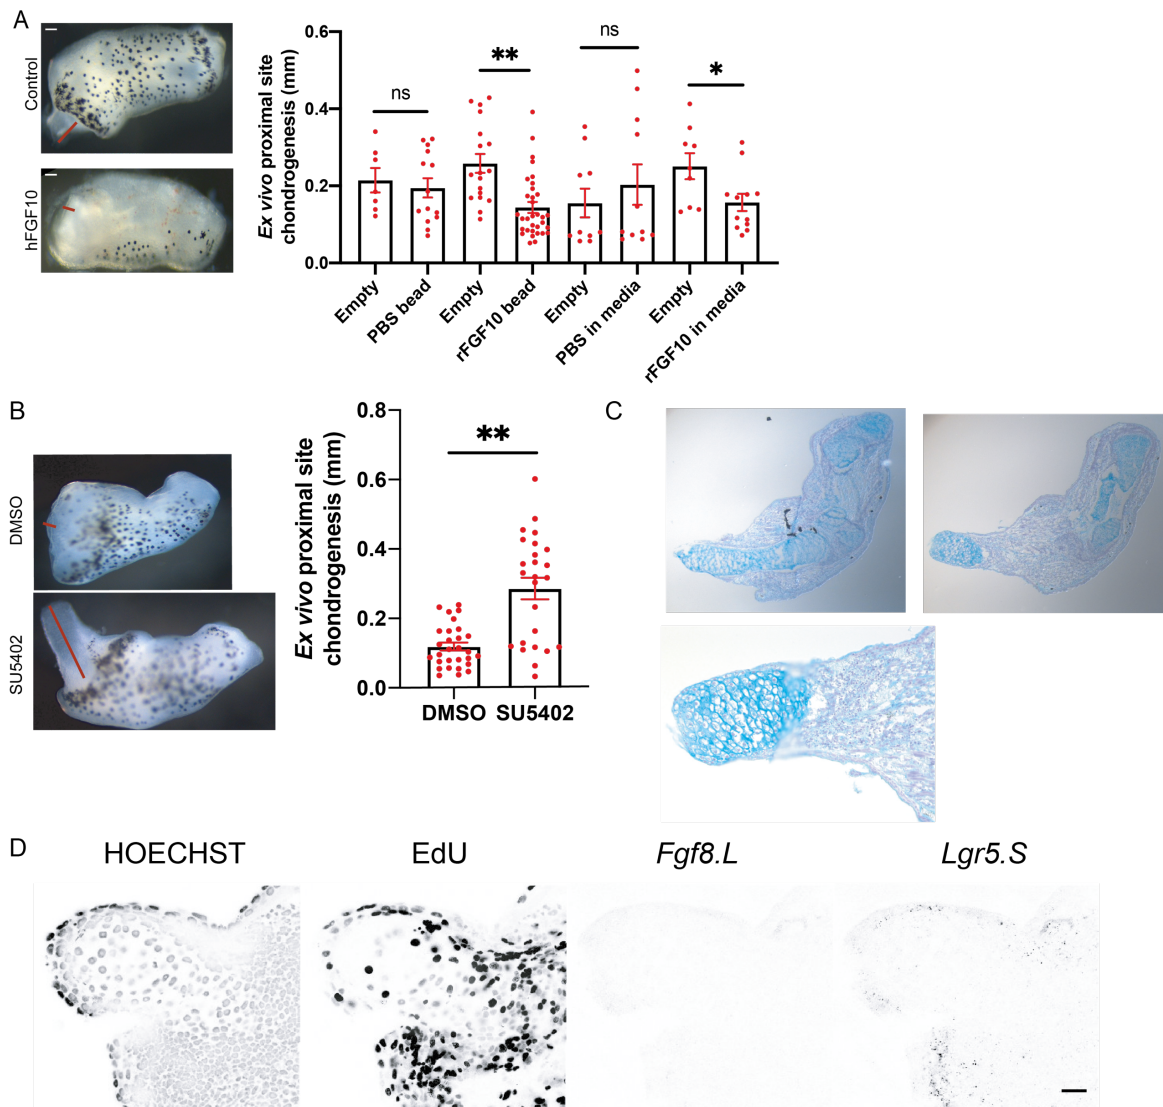 A
Control
hFGF10
Ex vivo proximal site
chondrogenesis (mm)
0.6
0.4
0.2
0.0
ns
**
ns
*
Empty
PBS bead
Empty
rFGF10 bead
Empty
PBS in media
Empty
rFGF10 in media
B
DMSO
SU5402
Ex vivo proximal site
chondrogenesis (mm)
0.8
0.6
0.4
0.2
0.0
**
DMSO
SU5402
C
D
HOECHST
EdU
Fgf8.L
Lgr5.S